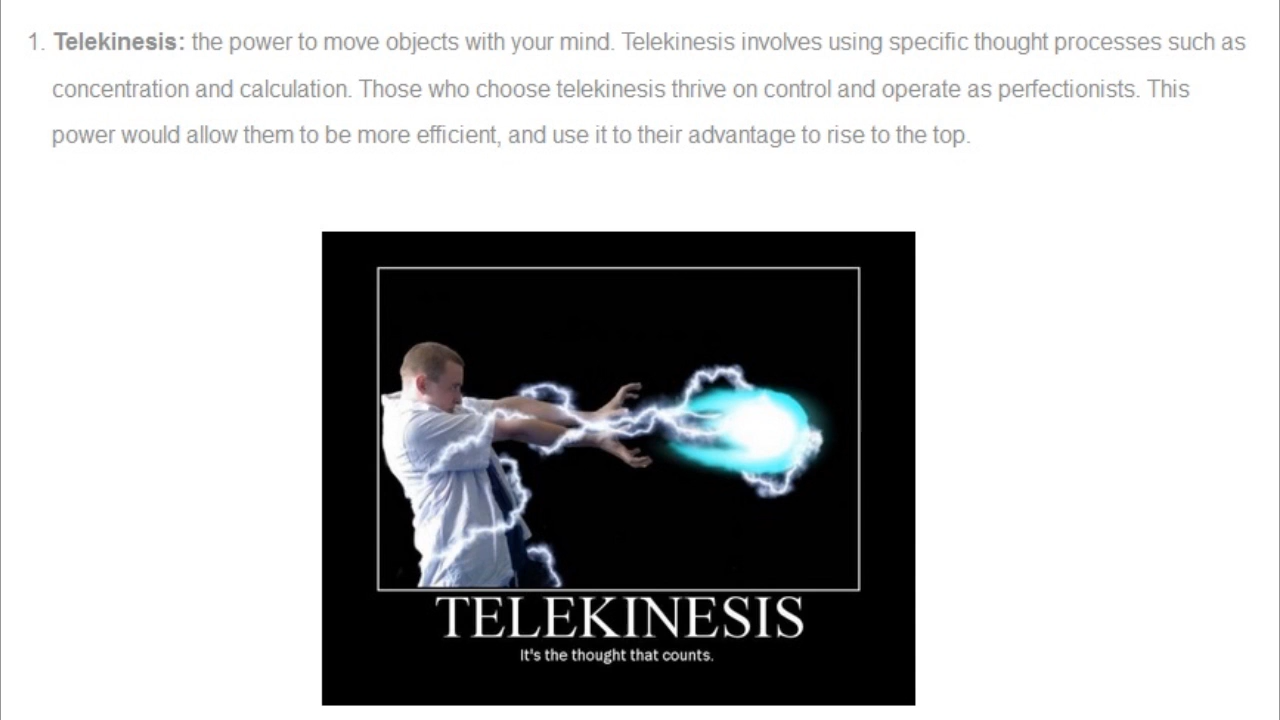 1. Telekinesis: the power to move objects with your mind. Telekinesis involves using specific thought processes such as
concentration and calculation. Those who choose telekinesis thrive on control and operate as perfectionists. This
power would allow them to be more efficient, and use it to their advantage to rise to the top.
TELEKINESIS
It's the thought that counts.